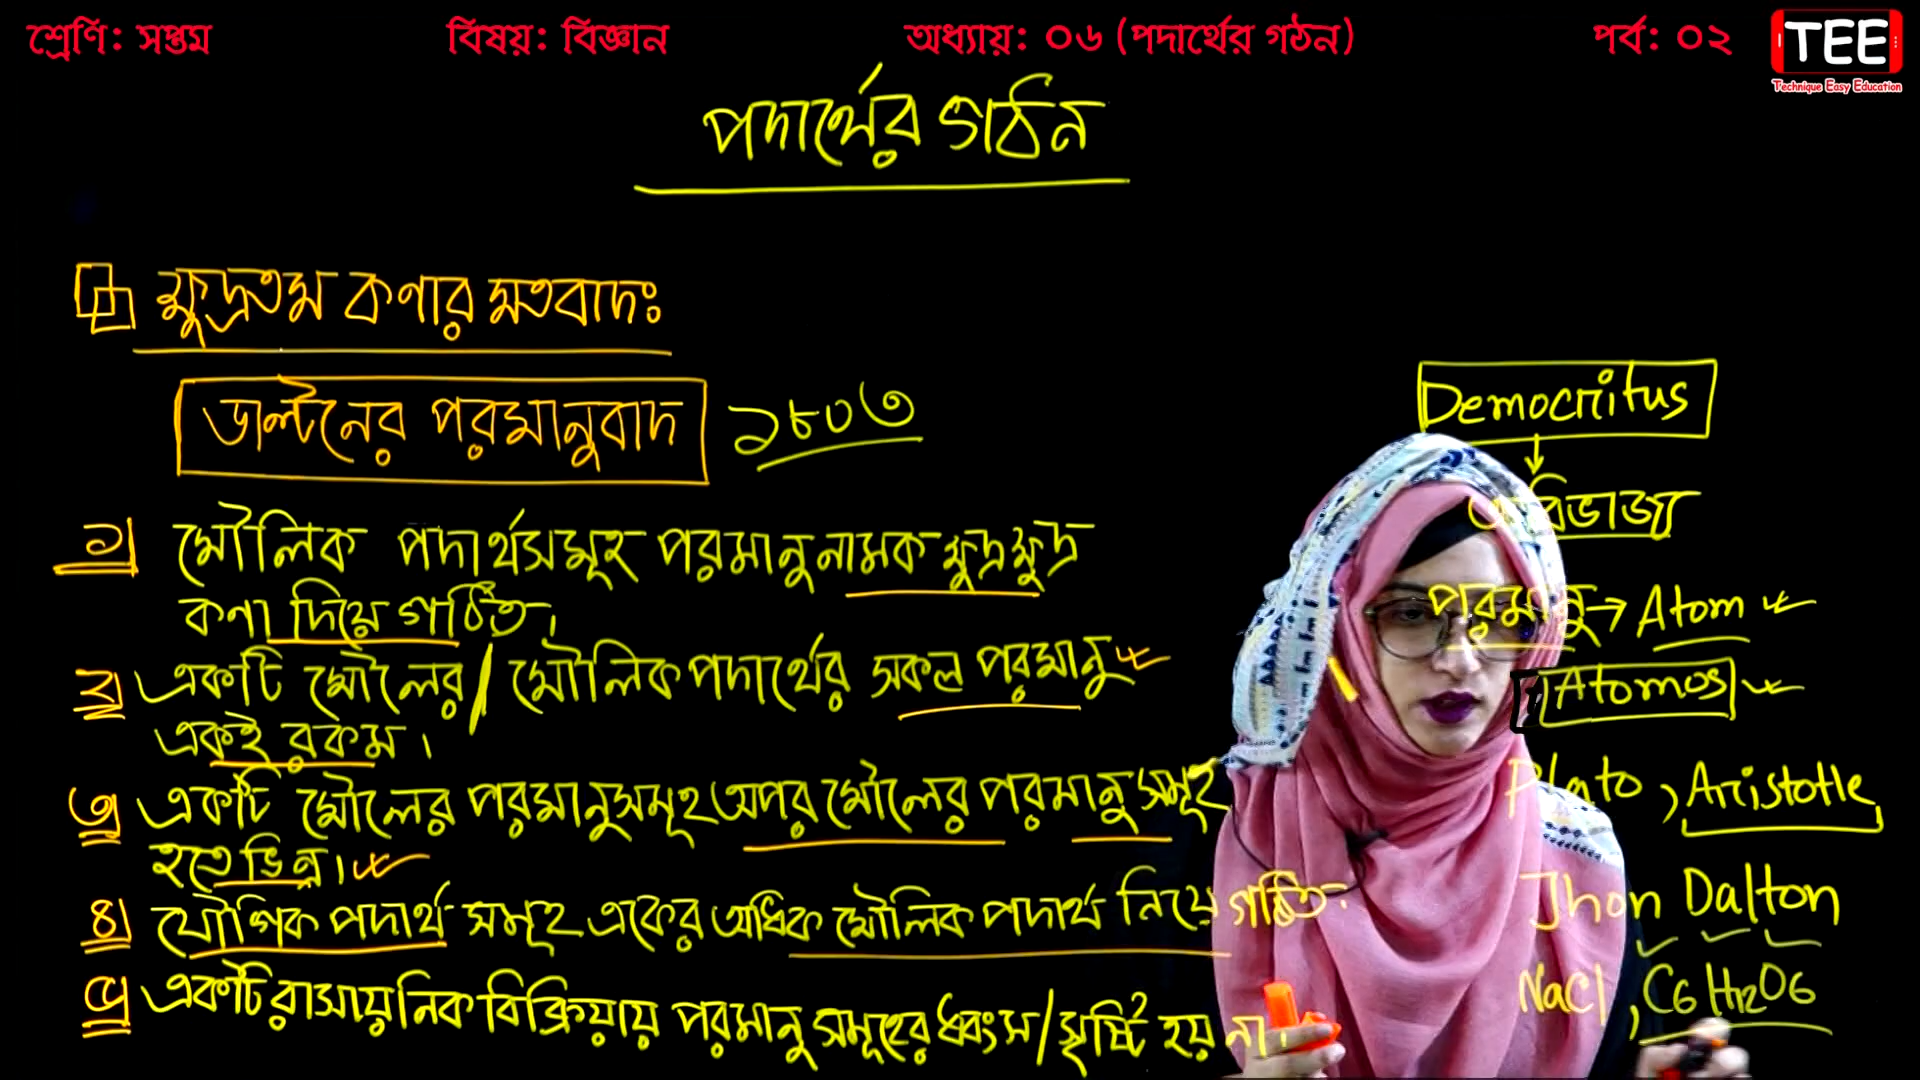 শ্রেণি: সপ্তম বিষয়: বিজ্ঞান অধ্যায়: ০৬ (পদার্থের গঠন) পর্ব: ০২
TEE
Technique Easy Education
পদার্থের গঠন
ক্ষুদ্রতম কণার মতবাদঃ
ডাল্টনের পরমানুবাদ ১৮০৩
১। মৌলিক পদার্থসমূহ পরমানু নামক ক্ষুদ্র ক্ষুদ্র
কণা দিয়ে গঠিত।
২। একটি মৌলের / মৌলিক পদার্থের সকল পরমানু
একই রকম।
৩। একটি মৌলের পরমানুসমূহ অপর মৌলের পরমানু সমূহ
হতে ভিন্ন।
৪। যৌগিক পদার্থ সমূহ একের অধিক মৌলিক পদার্থ নিয়ে গঠিত।
৫। একটি রাসায়নিক বিক্রিয়ায় পরমানু সমূহের ধ্বংস / সৃষ্টি হয় না।
Democritus
অবিভাজ্য
পরমানু → Atom
Atomos
Plato , Aristotle,
Jhon Dalton
NaCl , C6H12O6